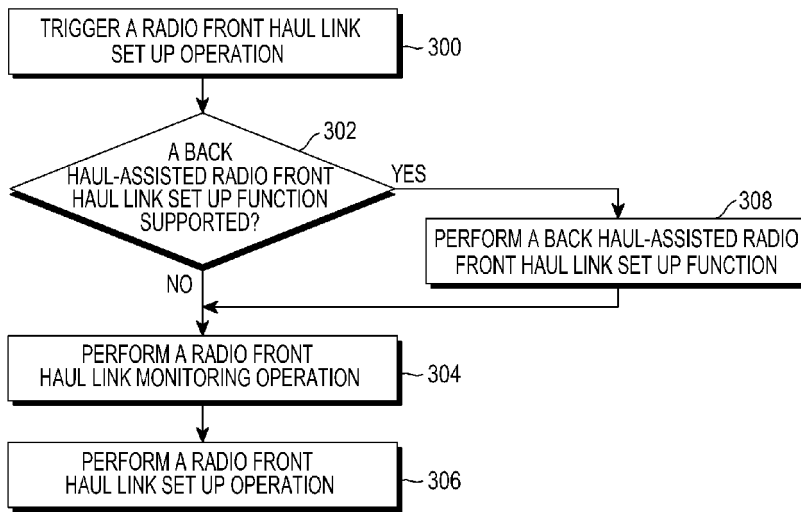 TRIGGER A RADIO FRONT HAUL LINK
SET UP OPERATION
300
302
A BACK
HAUL-ASSISTED RADIO FRONT
HAUL LINK SET UP FUNCTION
SUPPORTED?
YES
308
PERFORM A BACK HAUL-ASSISTED RADIO
FRONT HAUL LINK SET UP FUNCTION
NO
PERFORM A RADIO FRONT
HAUL LINK MONITORING OPERATION
304
PERFORM A RADIO FRONT
HAUL LINK SET UP OPERATION
306